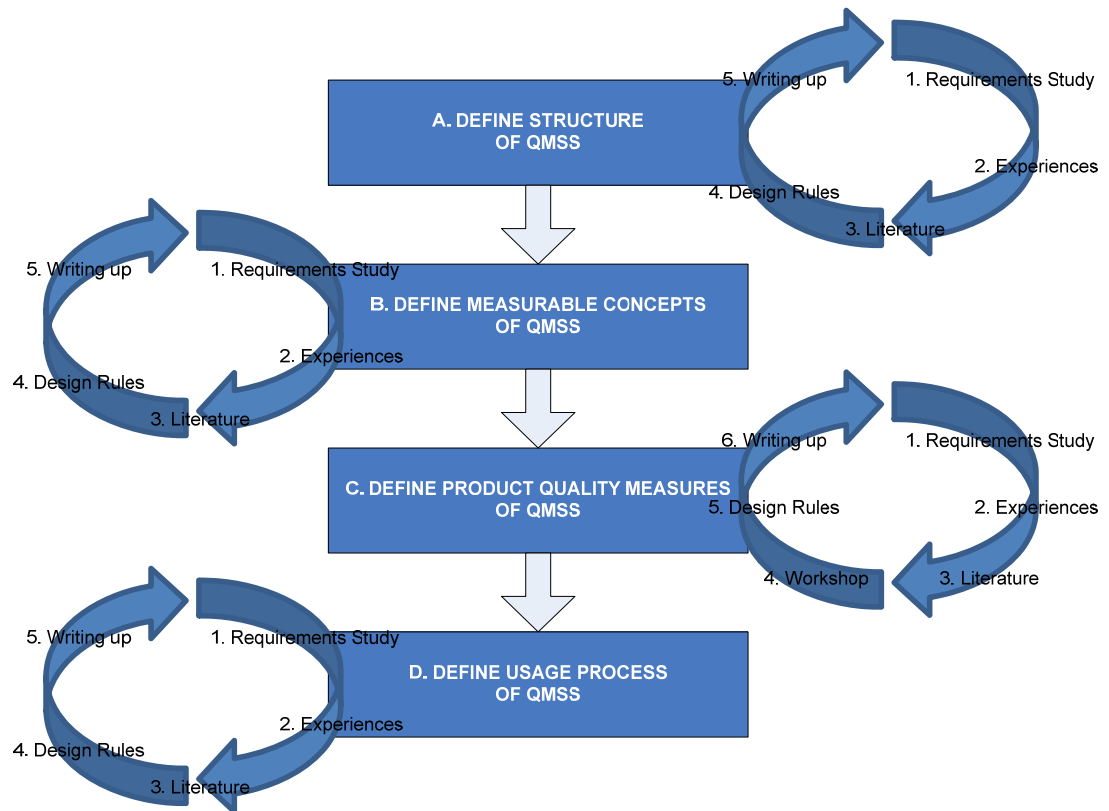 A. DEFINE STRUCTURE
OF QMSS
1. Requirements Study
2. Experiences
3. Literature
4. Design Rules
5. Writing up
B. DEFINE MEASURABLE CONCEPTS
OF QMSS
1. Requirements Study
2. Experiences
3. Literature
4. Design Rules
5. Writing up
C. DEFINE PRODUCT QUALITY MEASURES
OF QMSS
1. Requirements Study
2. Experiences
3. Literature
4. Workshop
5. Design Rules
6. Writing up
D. DEFINE USAGE PROCESS
OF QMSS
1. Requirements Study
2. Experiences
3. Literature
4. Design Rules
5. Writing up